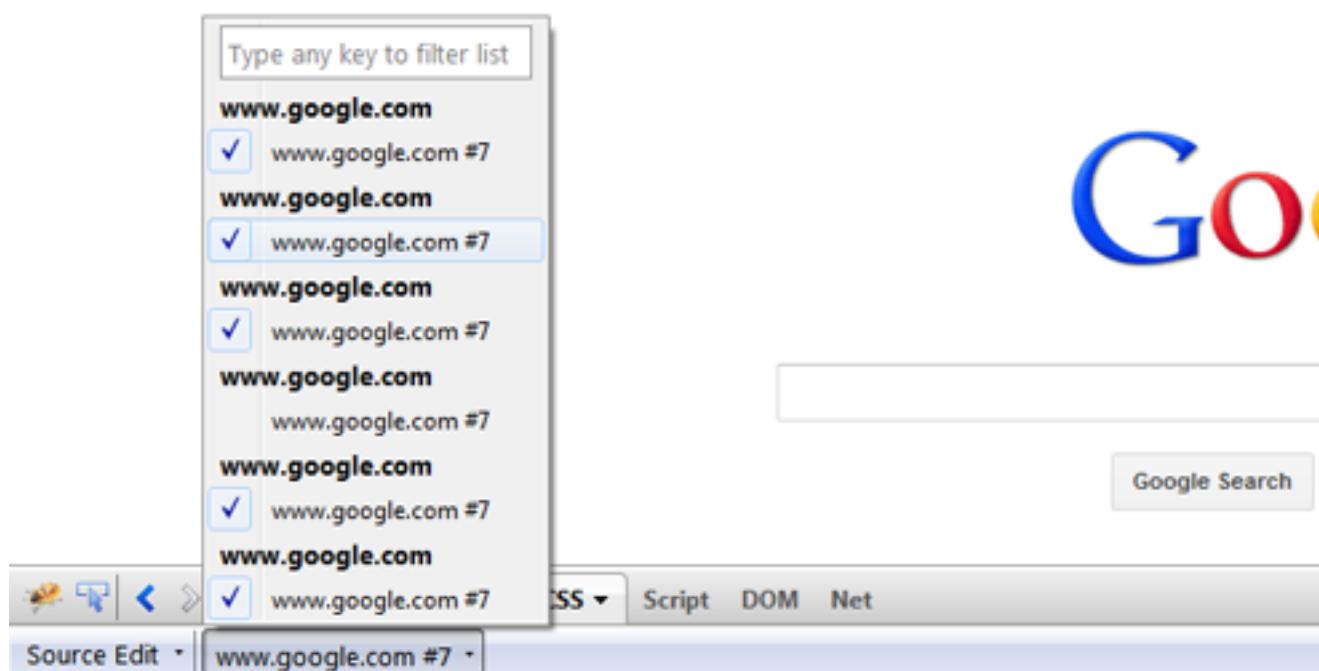 Type any key to filter list
www.google.com
www.google.com #7
www.google.com
www.google.com #7
www.google.com
www.google.com #7
www.google.com
www.google.com #7
www.google.com
www.google.com #7
www.google.com
www.google.com #7
Goo
Google Search
CSS Script DOM Net
Source Edit www.google.com #7